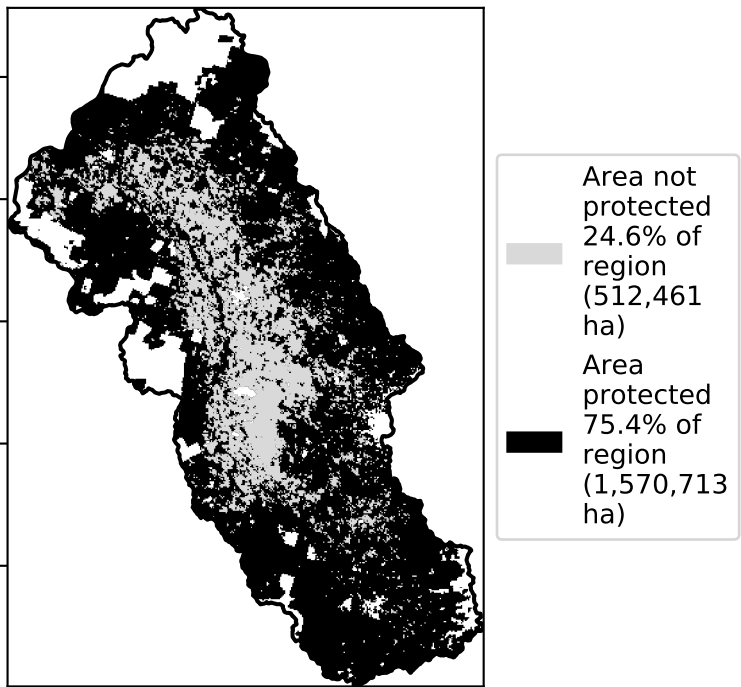 Area not
protected
24.6% of
region
(512,461
ha)
Area
protected
75.4% of
region
(1,570,713
ha)